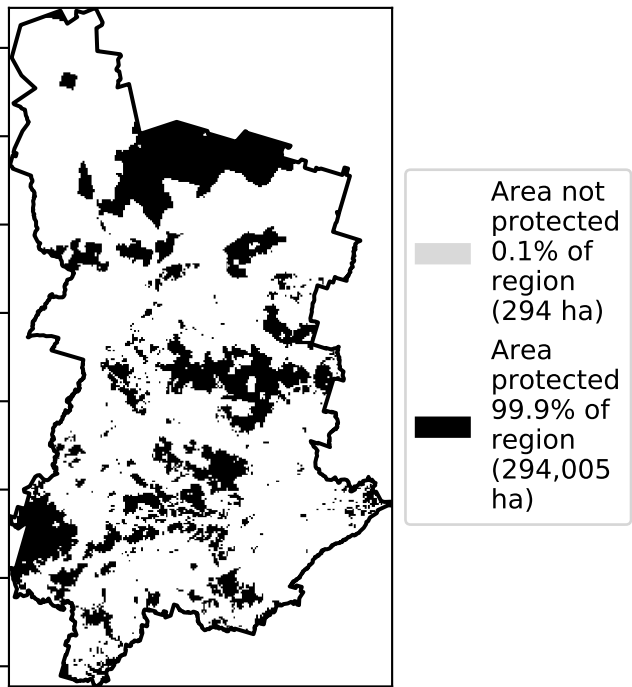 Area not
protected
0.1% of
region
(294 ha)
Area
protected
99.9% of
region
(294,005
ha)